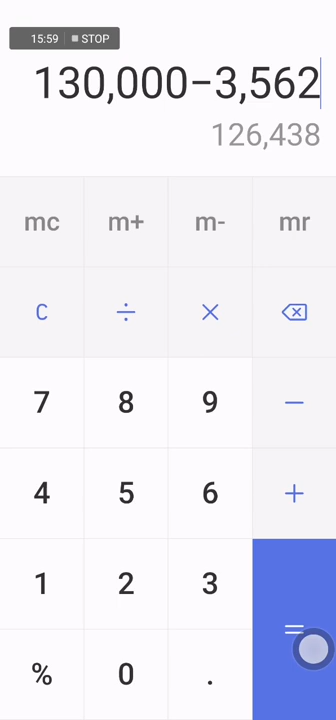 15:59 STOP
130,000−3,562
126,438
mc m+ m- mr
C ÷ ×
7 8 9 −
4 5 6 +
1 2 3 =
% 0 .